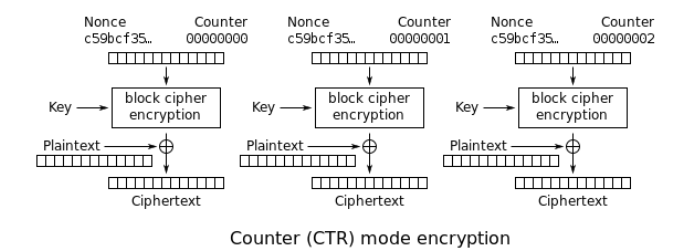 Nonce Counter Nonce Counter Nonce Counter
c59bcf35… 00000000 c59bcf35… 00000001 c59bcf35… 00000002
Key block cipher encryption Key block cipher encryption Key block cipher encryption
Plaintext Plaintext Plaintext
Ciphertext Ciphertext Ciphertext
Counter (CTR) mode encryption